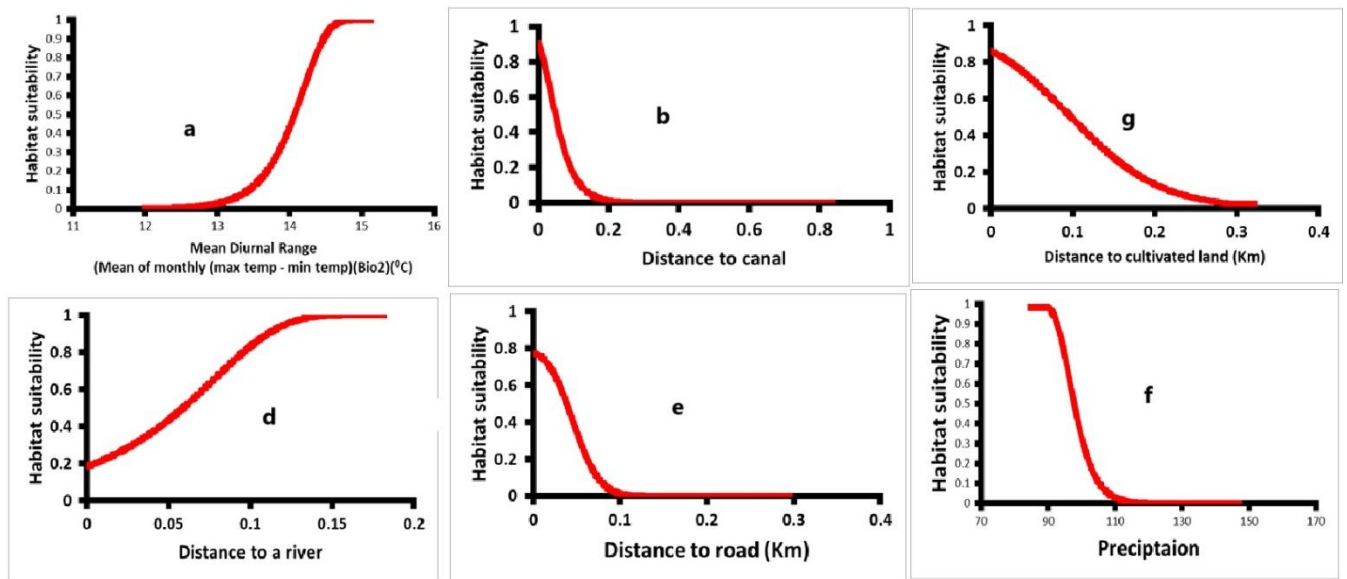 Habitat suitability
1
0.9
0.8
0.7
0.6
0.5
0.4
0.3
0.2
0.1
0
a
11 12 13 14 15 16
Mean Diurnal Range
(Mean of monthly (max temp - min temp)(Bio2)(⁰C)
Habitat suitability
1
0.8
0.6
0.4
0.2
0
b
0 0.2 0.4 0.6 0.8 1
Distance to canal
Habitat suitability
1
0.8
0.6
0.4
0.2
0
g
0 0.1 0.2 0.3 0.4
Distance to cultivated land (Km)
Habitat suitability
1
0.8
0.6
0.4
0.2
0
d
0 0.05 0.1 0.15 0.2
Distance to a river
Habitat suitability
1
0.8
0.6
0.4
0.2
0
e
0 0.1 0.2 0.3 0.4
Distance to road (Km)
Habitat suitability
1
0.9
0.8
0.7
0.6
0.5
0.4
0.3
0.2
0.1
0
f
70 90 110 130 150 170
Preciptaion